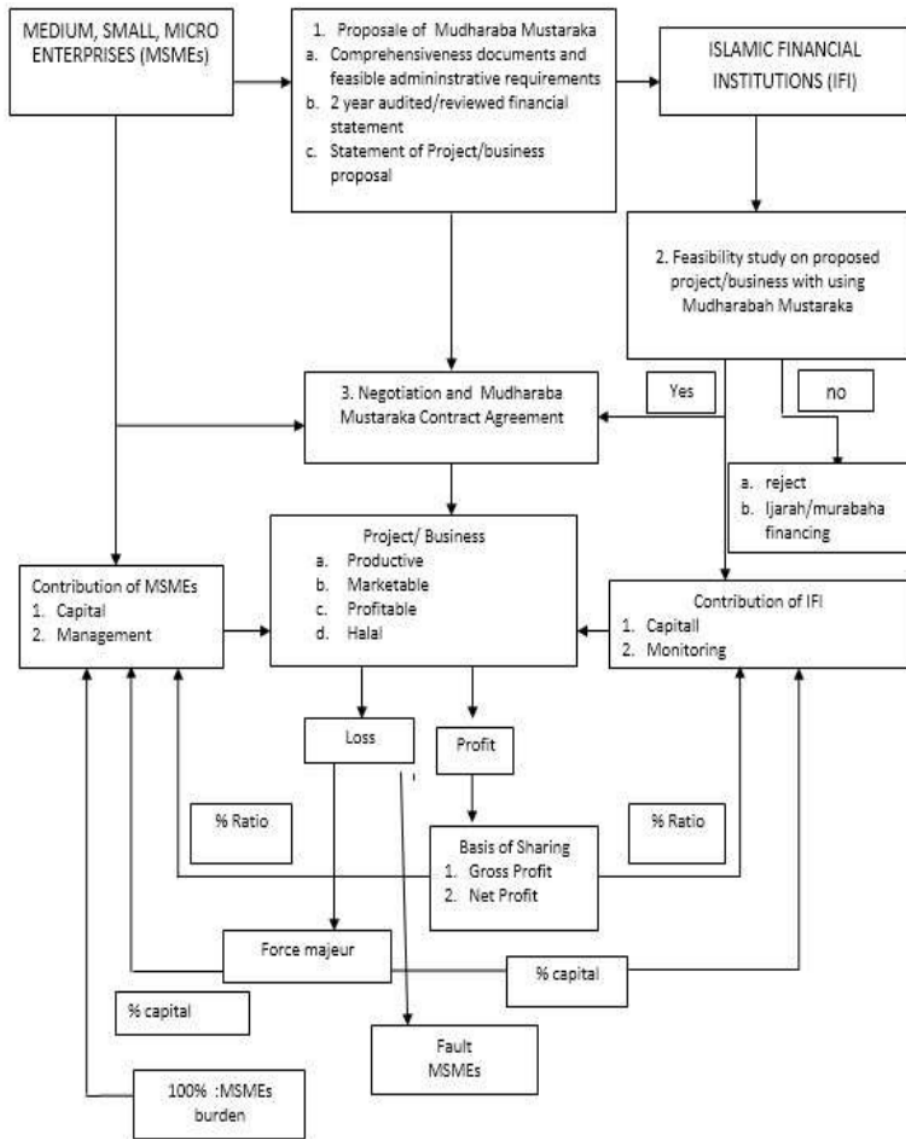 MEDIUM, SMALL, MICRO
ENTERPRISES (MSMEs)
1. Proposale of Mudharaba Mustaraka
a. Comprehensiveness documents and
feasible admininstrative requirements
b. 2 year audited/reviewed financial
statement
c. Statement of Project/business
proposal
ISLAMIC FINANCIAL
INSTITUTIONS (IFI)
2. Feasibility study on proposed
project/business with using
Mudharabah Mustaraka
Yes
no
3. Negotiation and Mudharaba
Mustaraka Contract Agreement
a. reject
b. Ijarah/murabaha
financing
Project/ Business
a. Productive
b. Marketable
c. Profitable
d. Halal
Contribution of MSMEs
1. Capital
2. Management
Contribution of IFI
1. Capitall
2. Monitoring
Loss
Profit
% Ratio
% Ratio
Basis of Sharing
1. Gross Profit
2. Net Profit
Force majeur
% capital
% capital
Fault
MSMEs
100% :MSMEs
burden